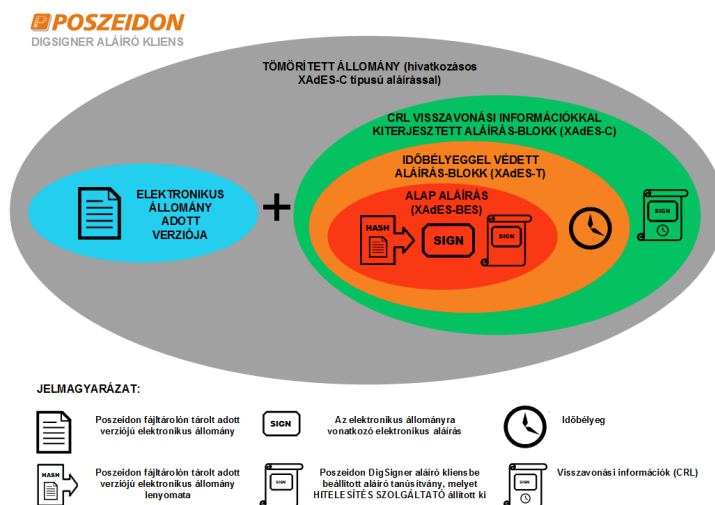 POSZEIDON
DIGSIGNER ALÁÍRÓ KLIENS
TÖMÖRÍTETT ÁLLOMÁNY (hivatkozásos
XAdES-C típusú aláírással)
CRL VISSZAVONÁSI INFORMÁCIÓKKAL
KITERJESZTETT ALÁÍRÁS-BLOKK (XAdES-C)
IDŐBÉLYEGGEL VÉDETT
ALÁÍRÁS-BLOKK (XAdES-T)
ALAP ALÁÍRÁS
(XAdES-BES)
ELEKTRONIKUS
ÁLLOMÁNY
ADOTT
VERZIÓJA
+
HASH
SIGN
SIGN
SIGN
JELMAGYARÁZAT:
Poszeidon fájltárolón tárolt adott
verziójú elektronikus állomány
SIGN
Az elektronikus állományra
vonatkozó elektronikus aláírás
Időbélyeg
HASH
Poszeidon fájltárolón tárolt adott
verziójú elektronikus állomány
lenyomata
SIGN
Poszeidon DigSigner aláíró kliensbe
beállított aláíró tanúsítvány, melyet
HITELESÍTÉS SZOLGÁLTATÓ állított ki
SIGN
Visszavonási információk (CRL)